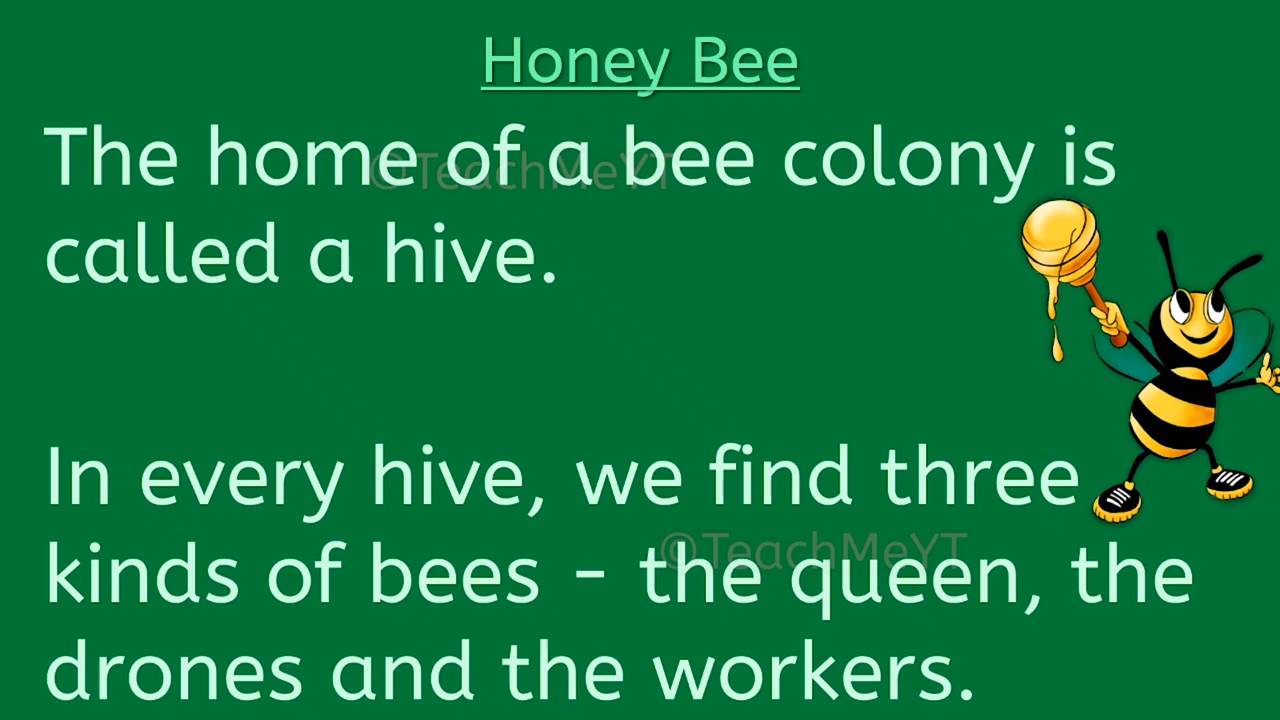 Honey Bee
The home of a bee colony is
©TeachMeYT
called a hive.
In every hive, we find three
kinds of bees - the queen, the
©TeachMeYT
drones and the workers.